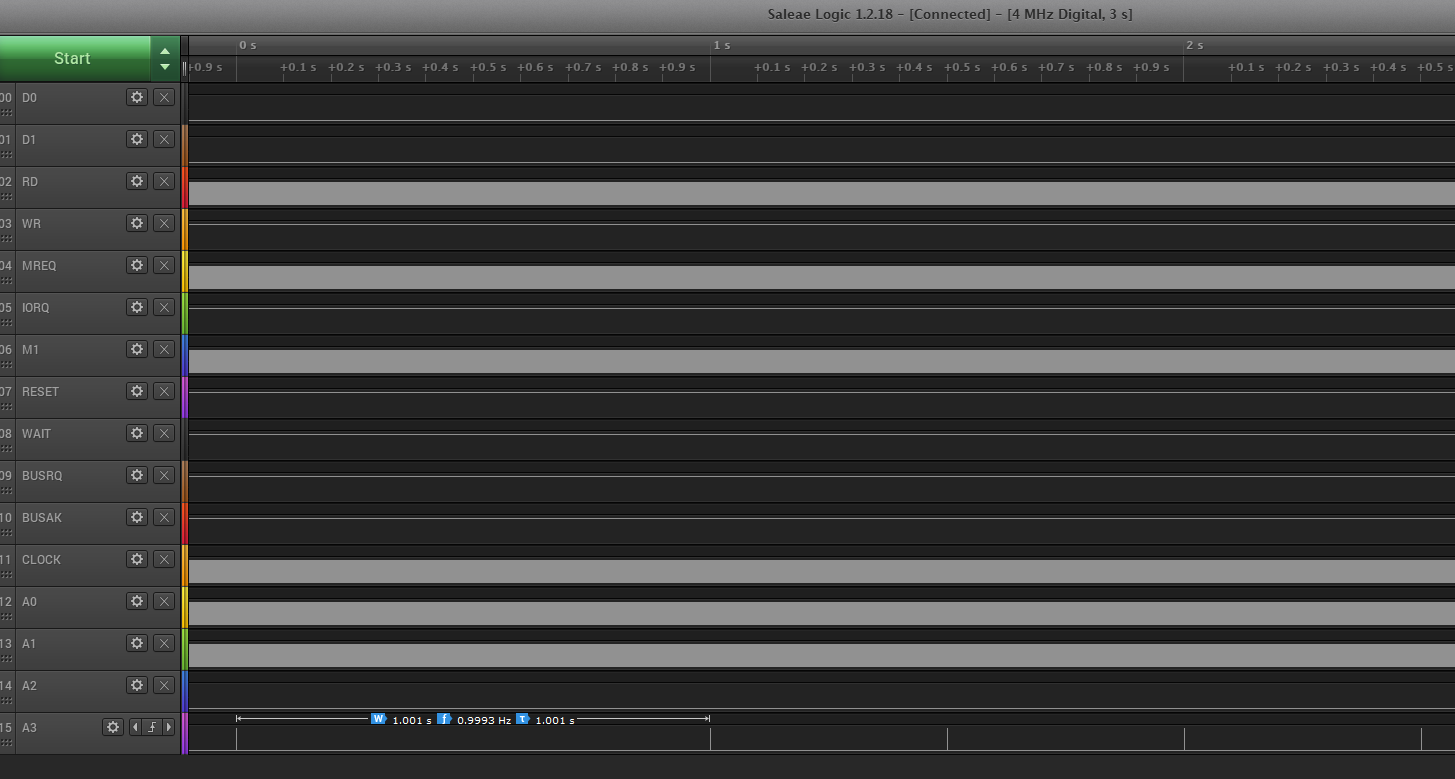 Saleae Logic 1.2.18 - [Connected] - [4 MHz Digital, 3 s]
Start
0 s 1 s 2 s
+0.9 s +0.1 s +0.2 s +0.3 s +0.4 s +0.5 s +0.6 s +0.7 s +0.8 s +0.9 s +0.1 s +0.2 s +0.3 s +0.4 s +0.5 s +0.6 s +0.7 s +0.8 s +0.9 s +0.1 s +0.2 s +0.3 s +0.4 s +0.5 s
00 D0
01 D1
02 RD
03 WR
04 MREQ
05 IORQ
06 M1
07 RESET
08 WAIT
09 BUSRQ
10 BUSAK
11 CLOCK
12 A0
13 A1
14 A2
15 A3 W 1.001 s f 0.9993 Hz τ 1.001 s